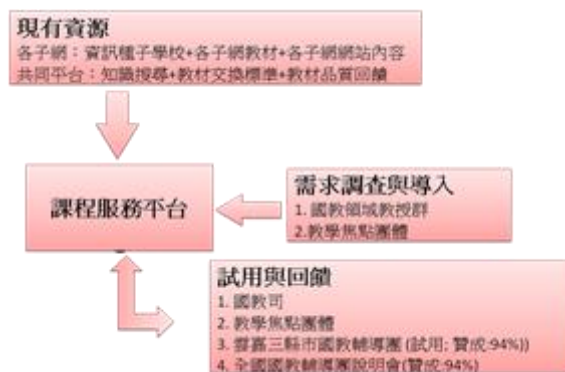 現有資源
各子網：資訊種子學校+各子網教材+各子網網站內容
共同平台：知識搜尋+教材交換標準+教材品質回饋
課程服務平台
需求調查與導入
1. 國教領域教授群
2.教學焦點團體
試用與回饋
1. 國教司
2. 教學焦點團體
3. 雲嘉三縣市國教輔導團 (試用; 贊成:94%))
4. 全國國教輔導團說明會(贊成:94%)